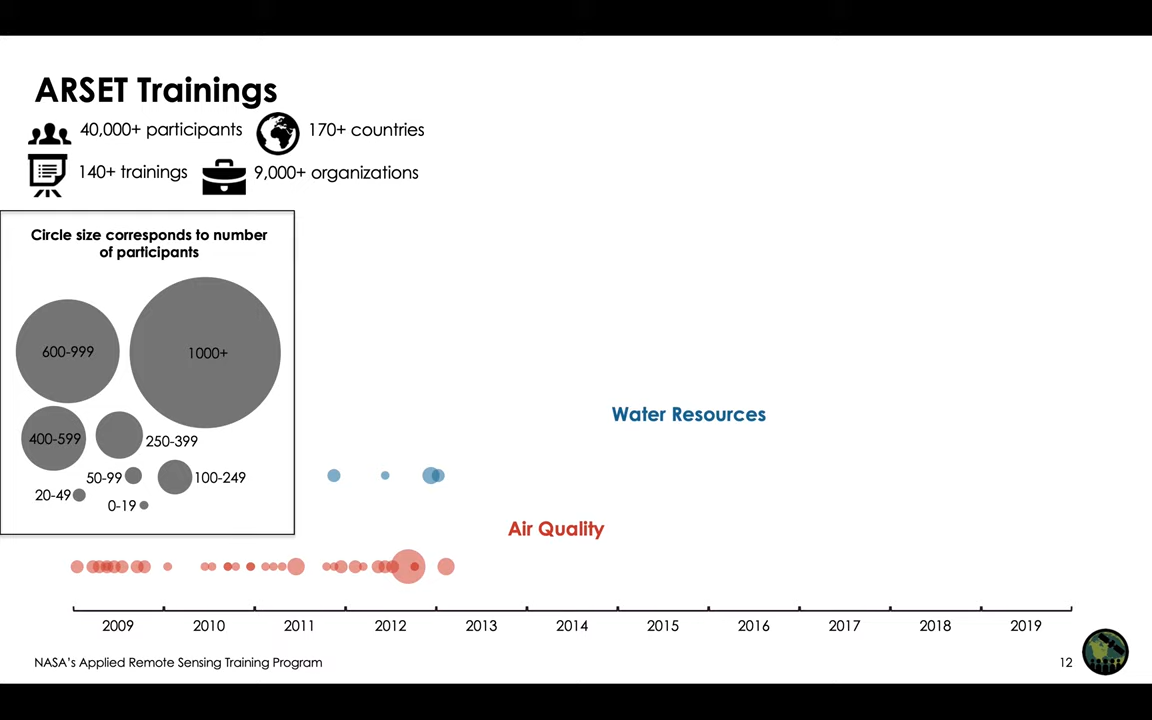 ARSET Trainings
40,000+ participants
170+ countries
140+ trainings
9,000+ organizations
Circle size corresponds to number
of participants
600-999
1000+
400-599
250-399
50-99
100-249
20-49
0-19
Water Resources
Air Quality
2009 2010 2011 2012 2013 2014 2015 2016 2017 2018 2019
NASA's Applied Remote Sensing Training Program
12